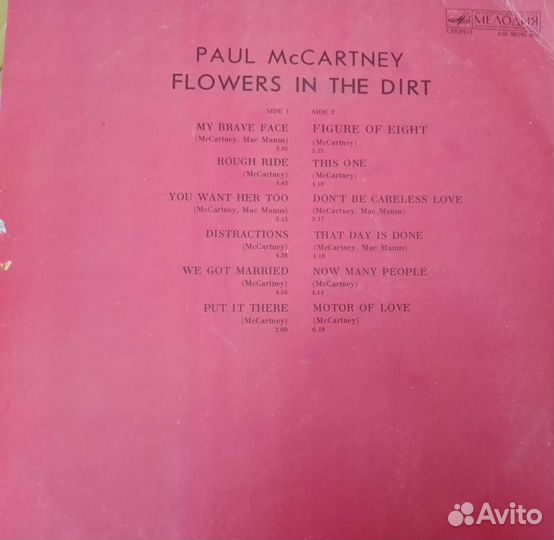 МЕЛОДИЯ
СТЕРЕО
PAUL McCARTNEY
FLOWERS IN THE DIRT
SIDE 1
MY BRAVE FACE
(McCartney, Mac Manus)
3.16
ROUGH RIDE
(McCartney)
4.43
YOU WANT HER TOO
(McCartney, Mac Manus)
3.13
DISTRACTIONS
(McCartney)
4.38
WE GOT MARRIED
(McCartney)
4.55
PUT IT THERE
(McCartney)
2.09
SIDE 2
FIGURE OF EIGHT
(McCartney)
3.23
THIS ONE
(McCartney)
4.10
DON'T BE CARELESS LOVE
(McCartney, Mac Manus)
3.17
THAT DAY IS DONE
(McCartney, Mac Manus)
4.18
NOW MANY PEOPLE
(McCartney)
4.14
MOTOR OF LOVE
(McCartney)
6.18
Avito